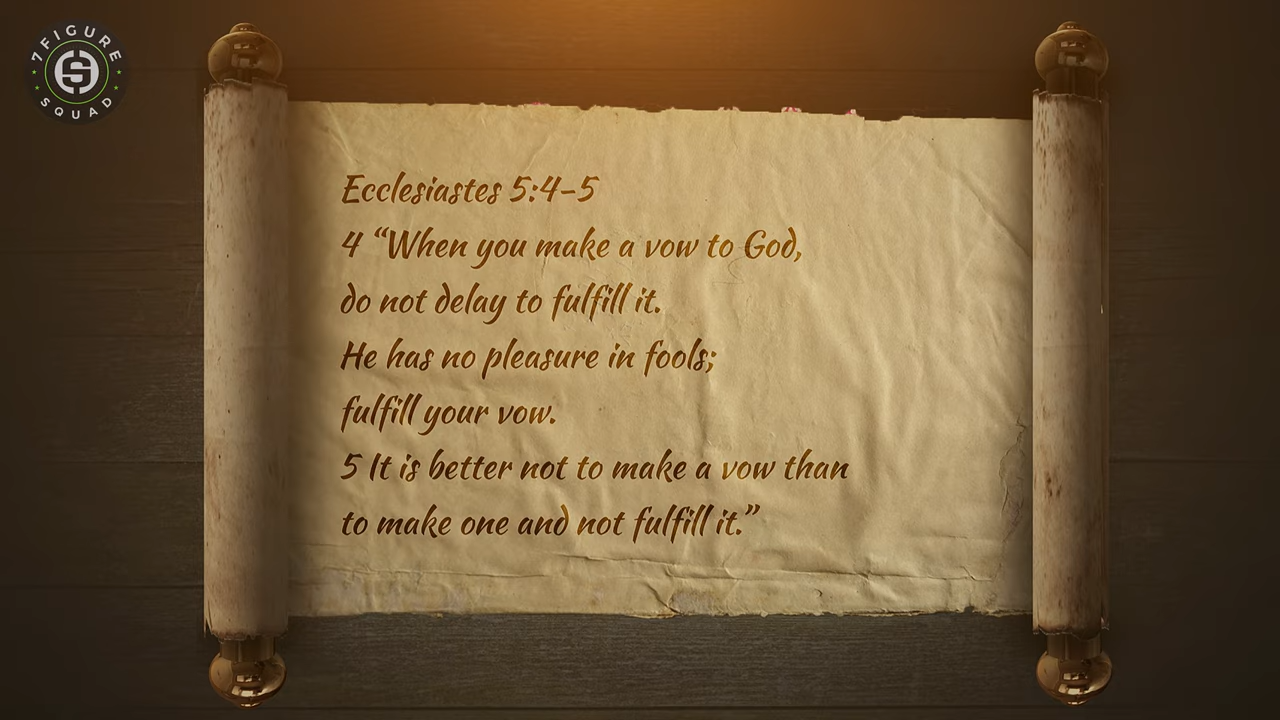 7FIGURE
SQUAD
Ecclesiastes 5:4-5
4 “When you make a vow to God,
do not delay to fulfill it.
He has no pleasure in fools;
fulfill your vow.
5 It is better not to make a vow than
to make one and not fulfill it.”